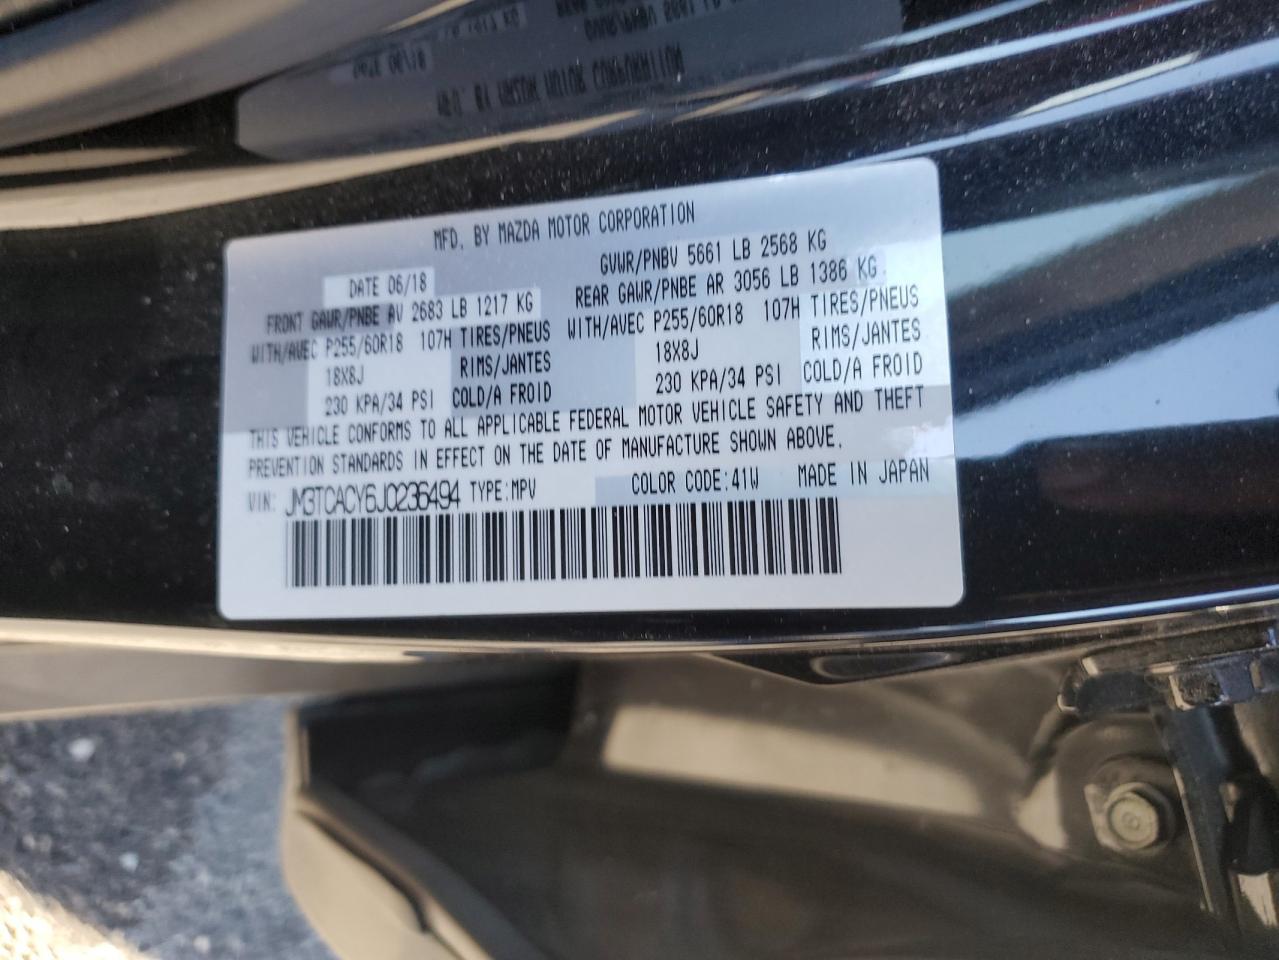 MFD. BY MAZDA MOTOR CORPORATION
DATE 06/18 GVWR/PNBV 5661 LB 2568 KG
FRONT GAWR/PNBE AV 2683 LB 1217 KG REAR GAWR/PNBE AR 3056 LB 1386 KG
WITH/AVEC P255/60R18 107H TIRES/PNEUS WITH/AVEC P255/60R18 107H TIRES/PNEUS
18X8J RIMS/JANTES 18X8J RIMS/JANTES
230 KPA/34 PSI COLD/A FROID 230 KPA/34 PSI COLD/A FROID
THIS VEHICLE CONFORMS TO ALL APPLICABLE FEDERAL MOTOR VEHICLE SAFETY AND THEFT
PREVENTION STANDARDS IN EFFECT ON THE DATE OF MANUFACTURE SHOWN ABOVE.
VIN: JM3TCACY6J0236494 TYPE:MPV COLOR CODE:41W MADE IN JAPAN